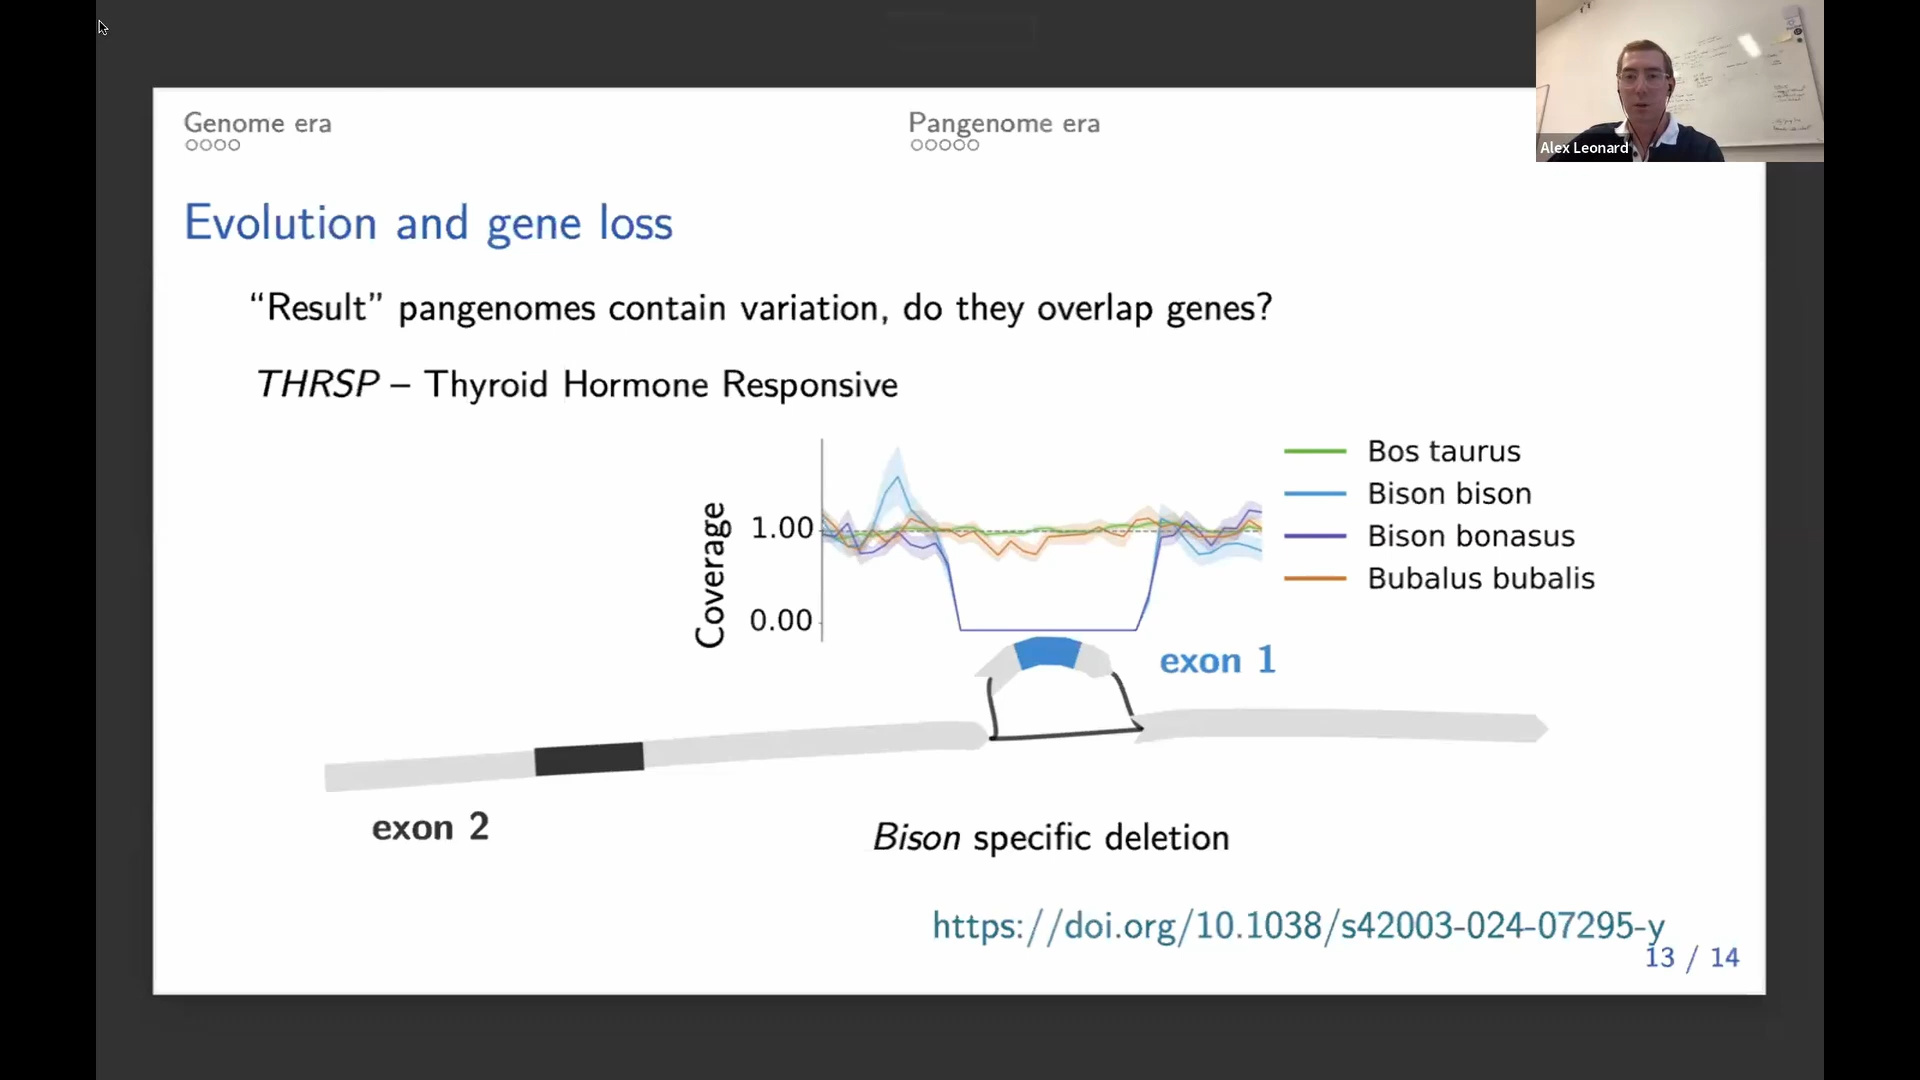 Genome era
Pangenome era
Alex Leonard
Evolution and gene loss
“Result” pangenomes contain variation, do they overlap genes?
THRSP – Thyroid Hormone Responsive
Coverage
1.00
0.00
Bos taurus
Bison bison
Bison bonasus
Bubalus bubalis
exon 1
exon 2
Bison specific deletion
https://doi.org/10.1038/s42003-024-07295-y
13 / 14